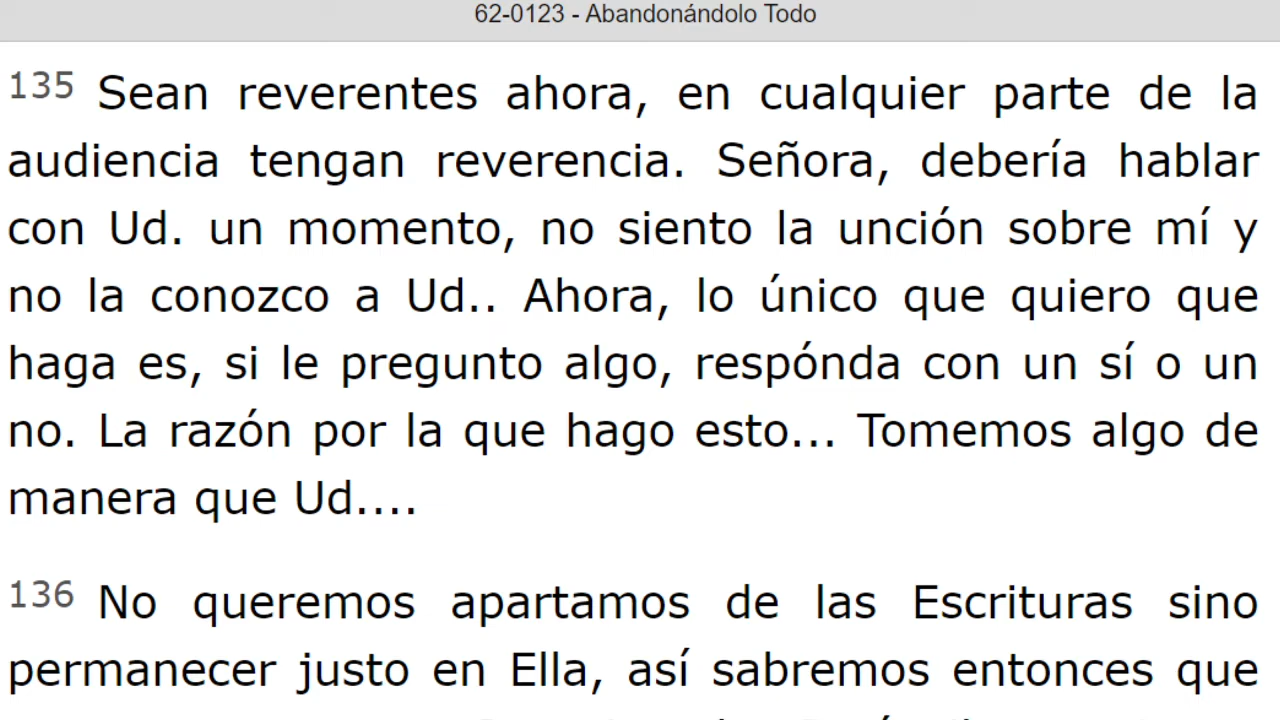 62-0123 - Abandonándolo Todo
135 Sean reverentes ahora, en cualquier parte de la
audiencia tengan reverencia. Señora, debería hablar
con Ud. un momento, no siento la unción sobre mí y
no la conozco a Ud.. Ahora, lo único que quiero que
haga es, si le pregunto algo, respónda con un sí o un
no. La razón por la que hago esto... Tomemos algo de
manera que Ud....
136 No queremos apartamos de las Escrituras sino
permanecer justo en Ella, así sabremos entonces que